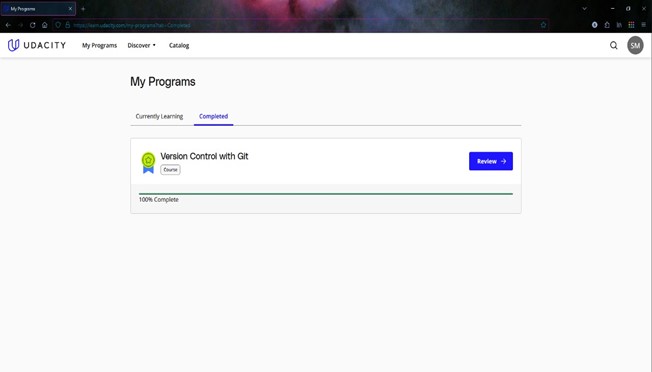 My Programs
https://learn.udacity.com/my-programs?tab=Completed
UDACITY
My Programs
Discover
Catalog
SM
My Programs
Currently Learning
Completed
Version Control with Git
Course
Review
100% Complete